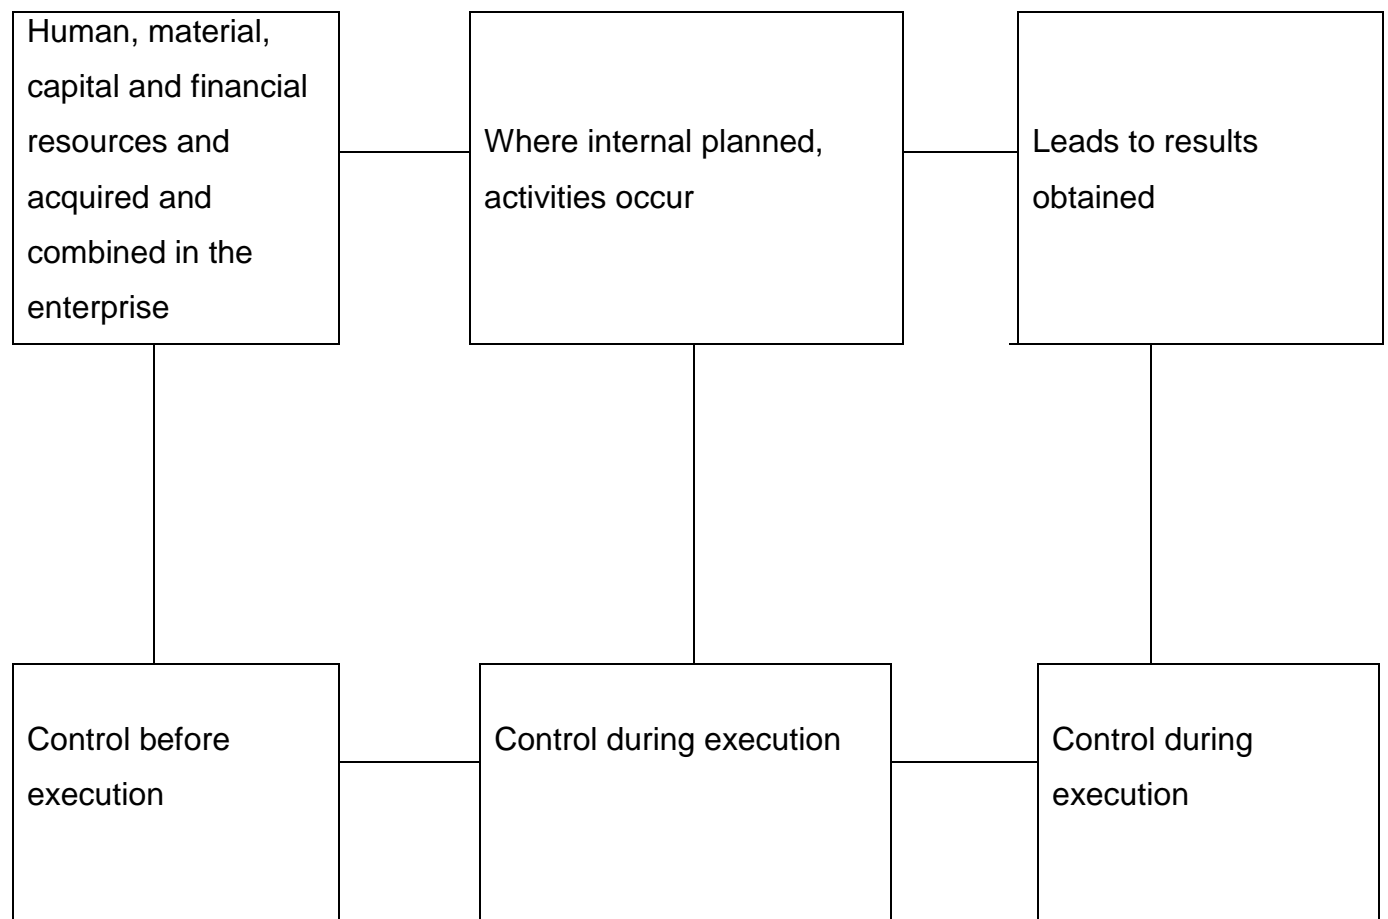 Human, material,
capital and financial
resources and
acquired and
combined in the
enterprise
Where internal planned,
activities occur
Leads to results
obtained
Control before
execution
Control during execution
Control during
execution